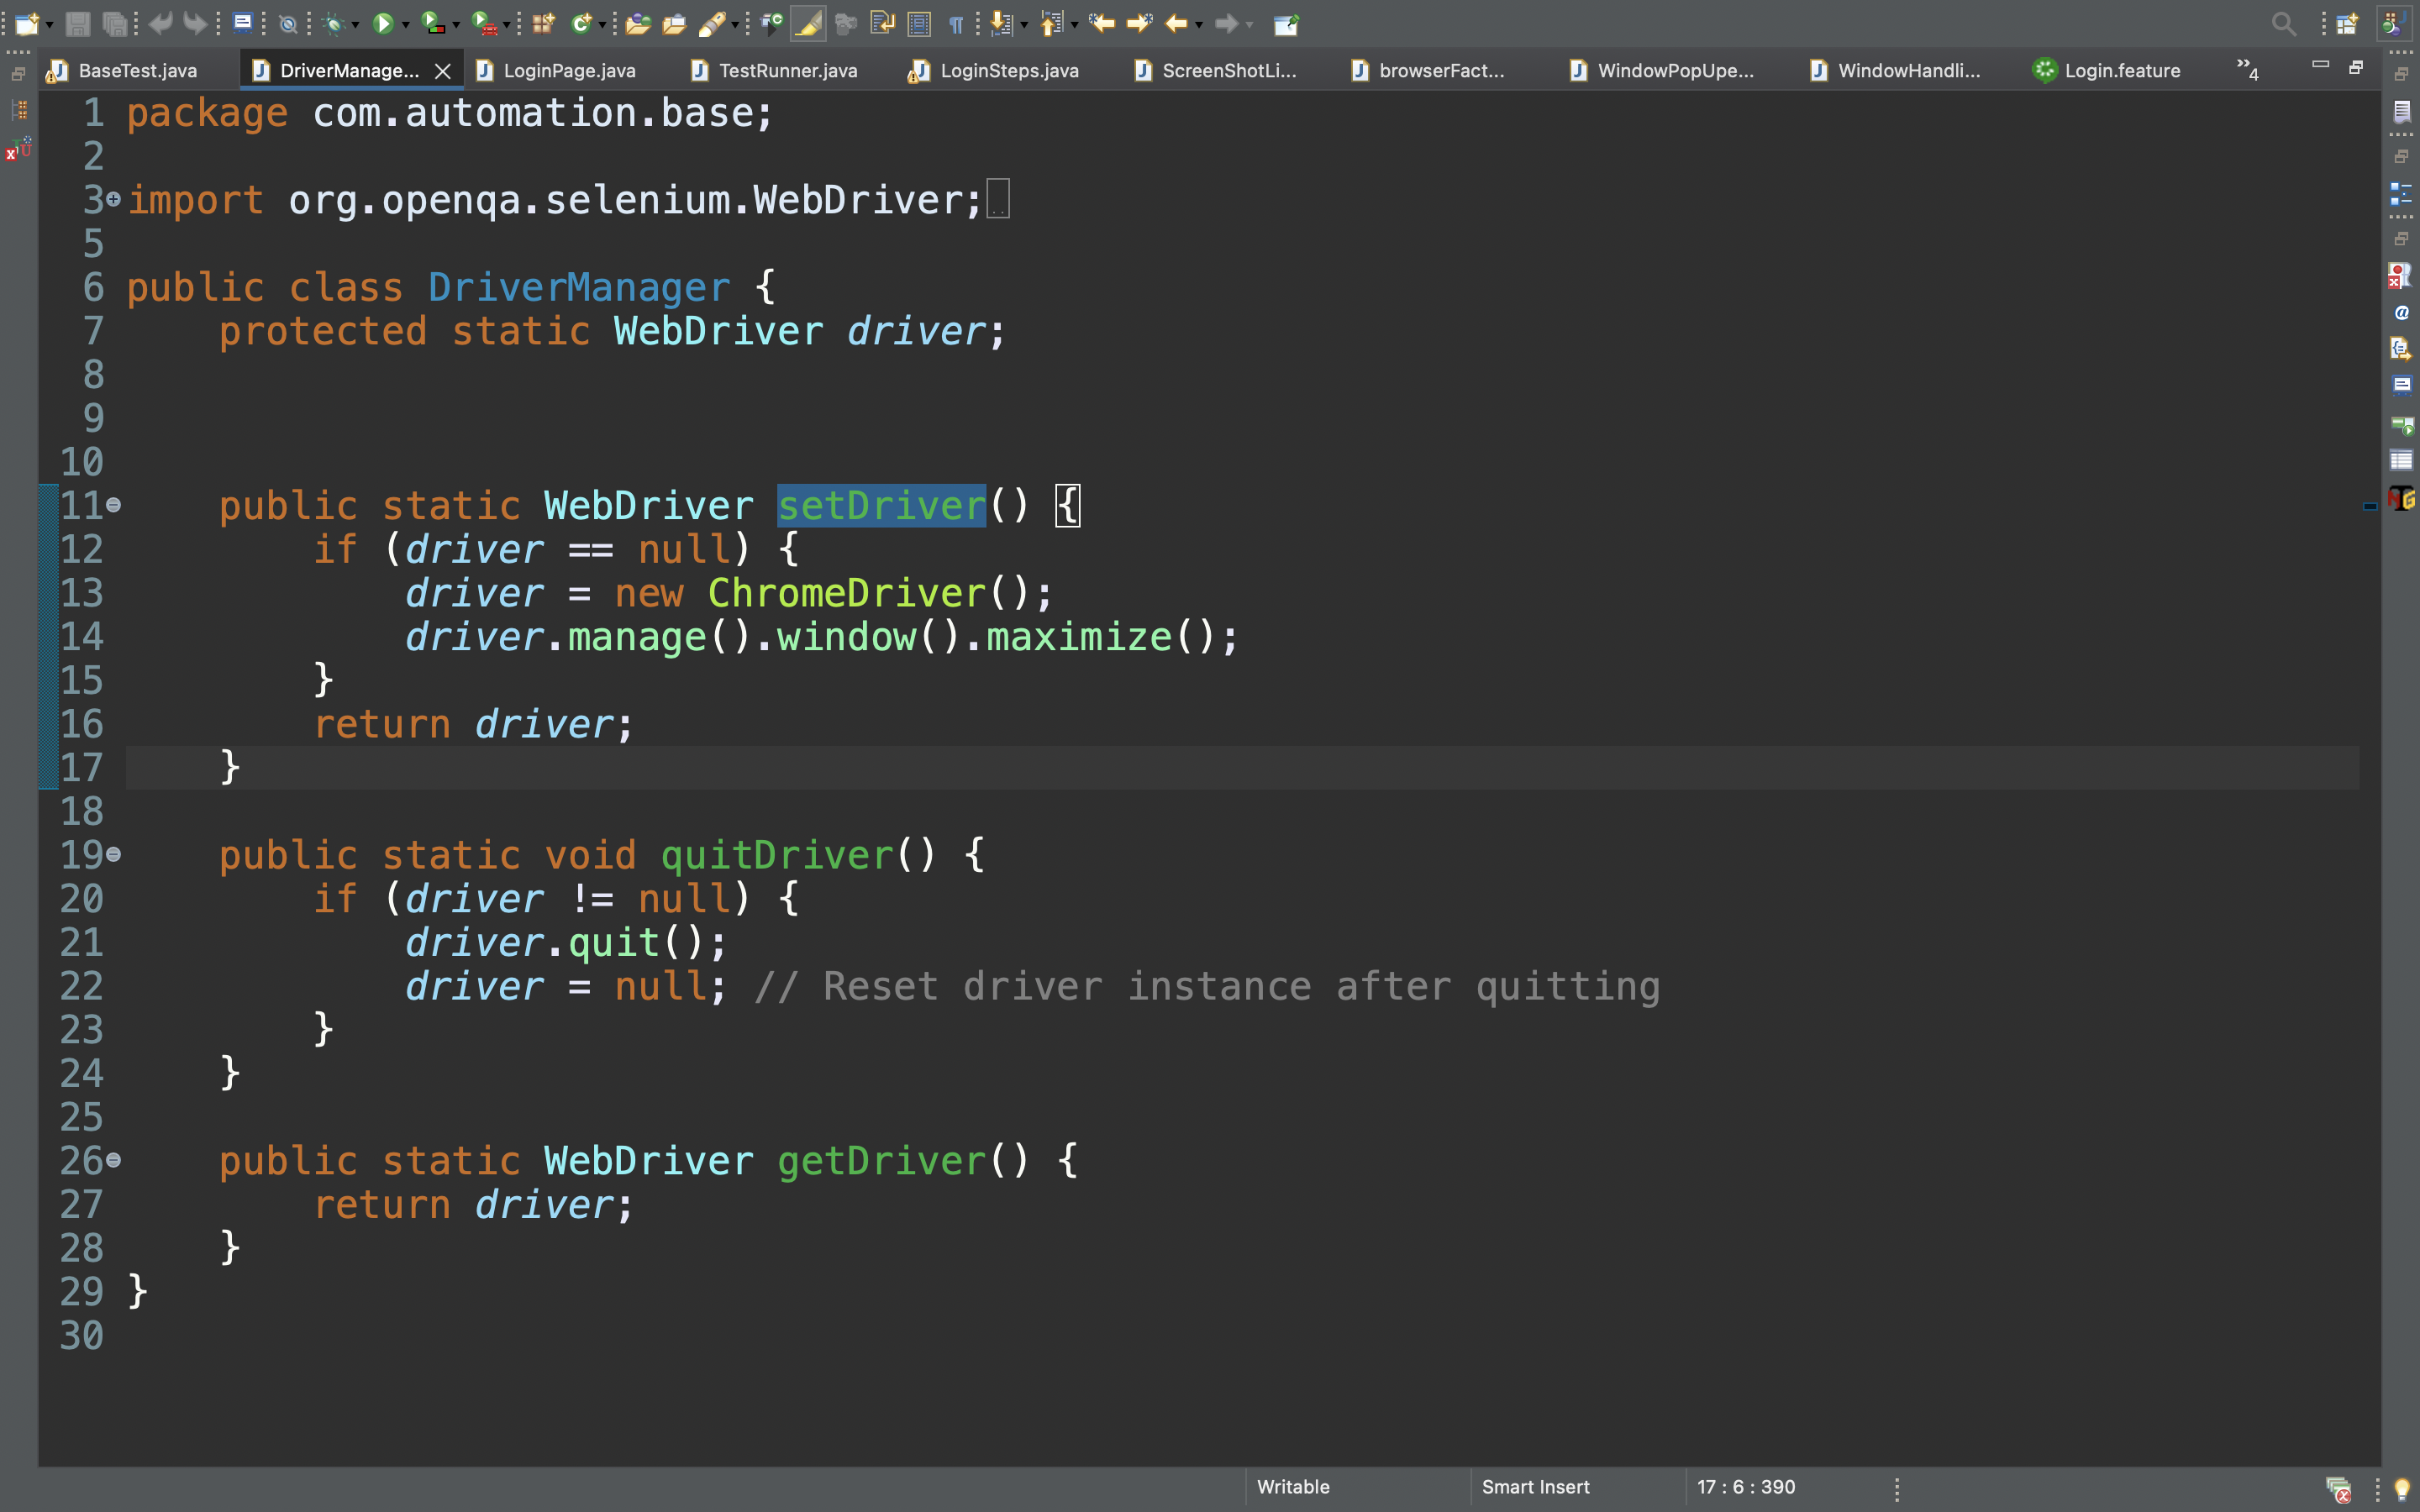 BaseTest.java DriverManage... LoginPage.java TestRunner.java LoginSteps.java ScreenShotLi... browserFact... WindowPopUpe... WindowHandli... Login.feature »4
1 package com.automation.base;
2
3 import org.openqa.selenium.WebDriver;
5
6 public class DriverManager {
7     protected static WebDriver driver;
8
9
10
11     public static WebDriver setDriver() {
12         if (driver == null) {
13             driver = new ChromeDriver();
14             driver.manage().window().maximize();
15         }
16         return driver;
17     }
18
19     public static void quitDriver() {
20         if (driver != null) {
21             driver.quit();
22             driver = null; // Reset driver instance after quitting
23         }
24     }
25
26     public static WebDriver getDriver() {
27         return driver;
28     }
29 }
30
Writable Smart Insert 17 : 6 : 390